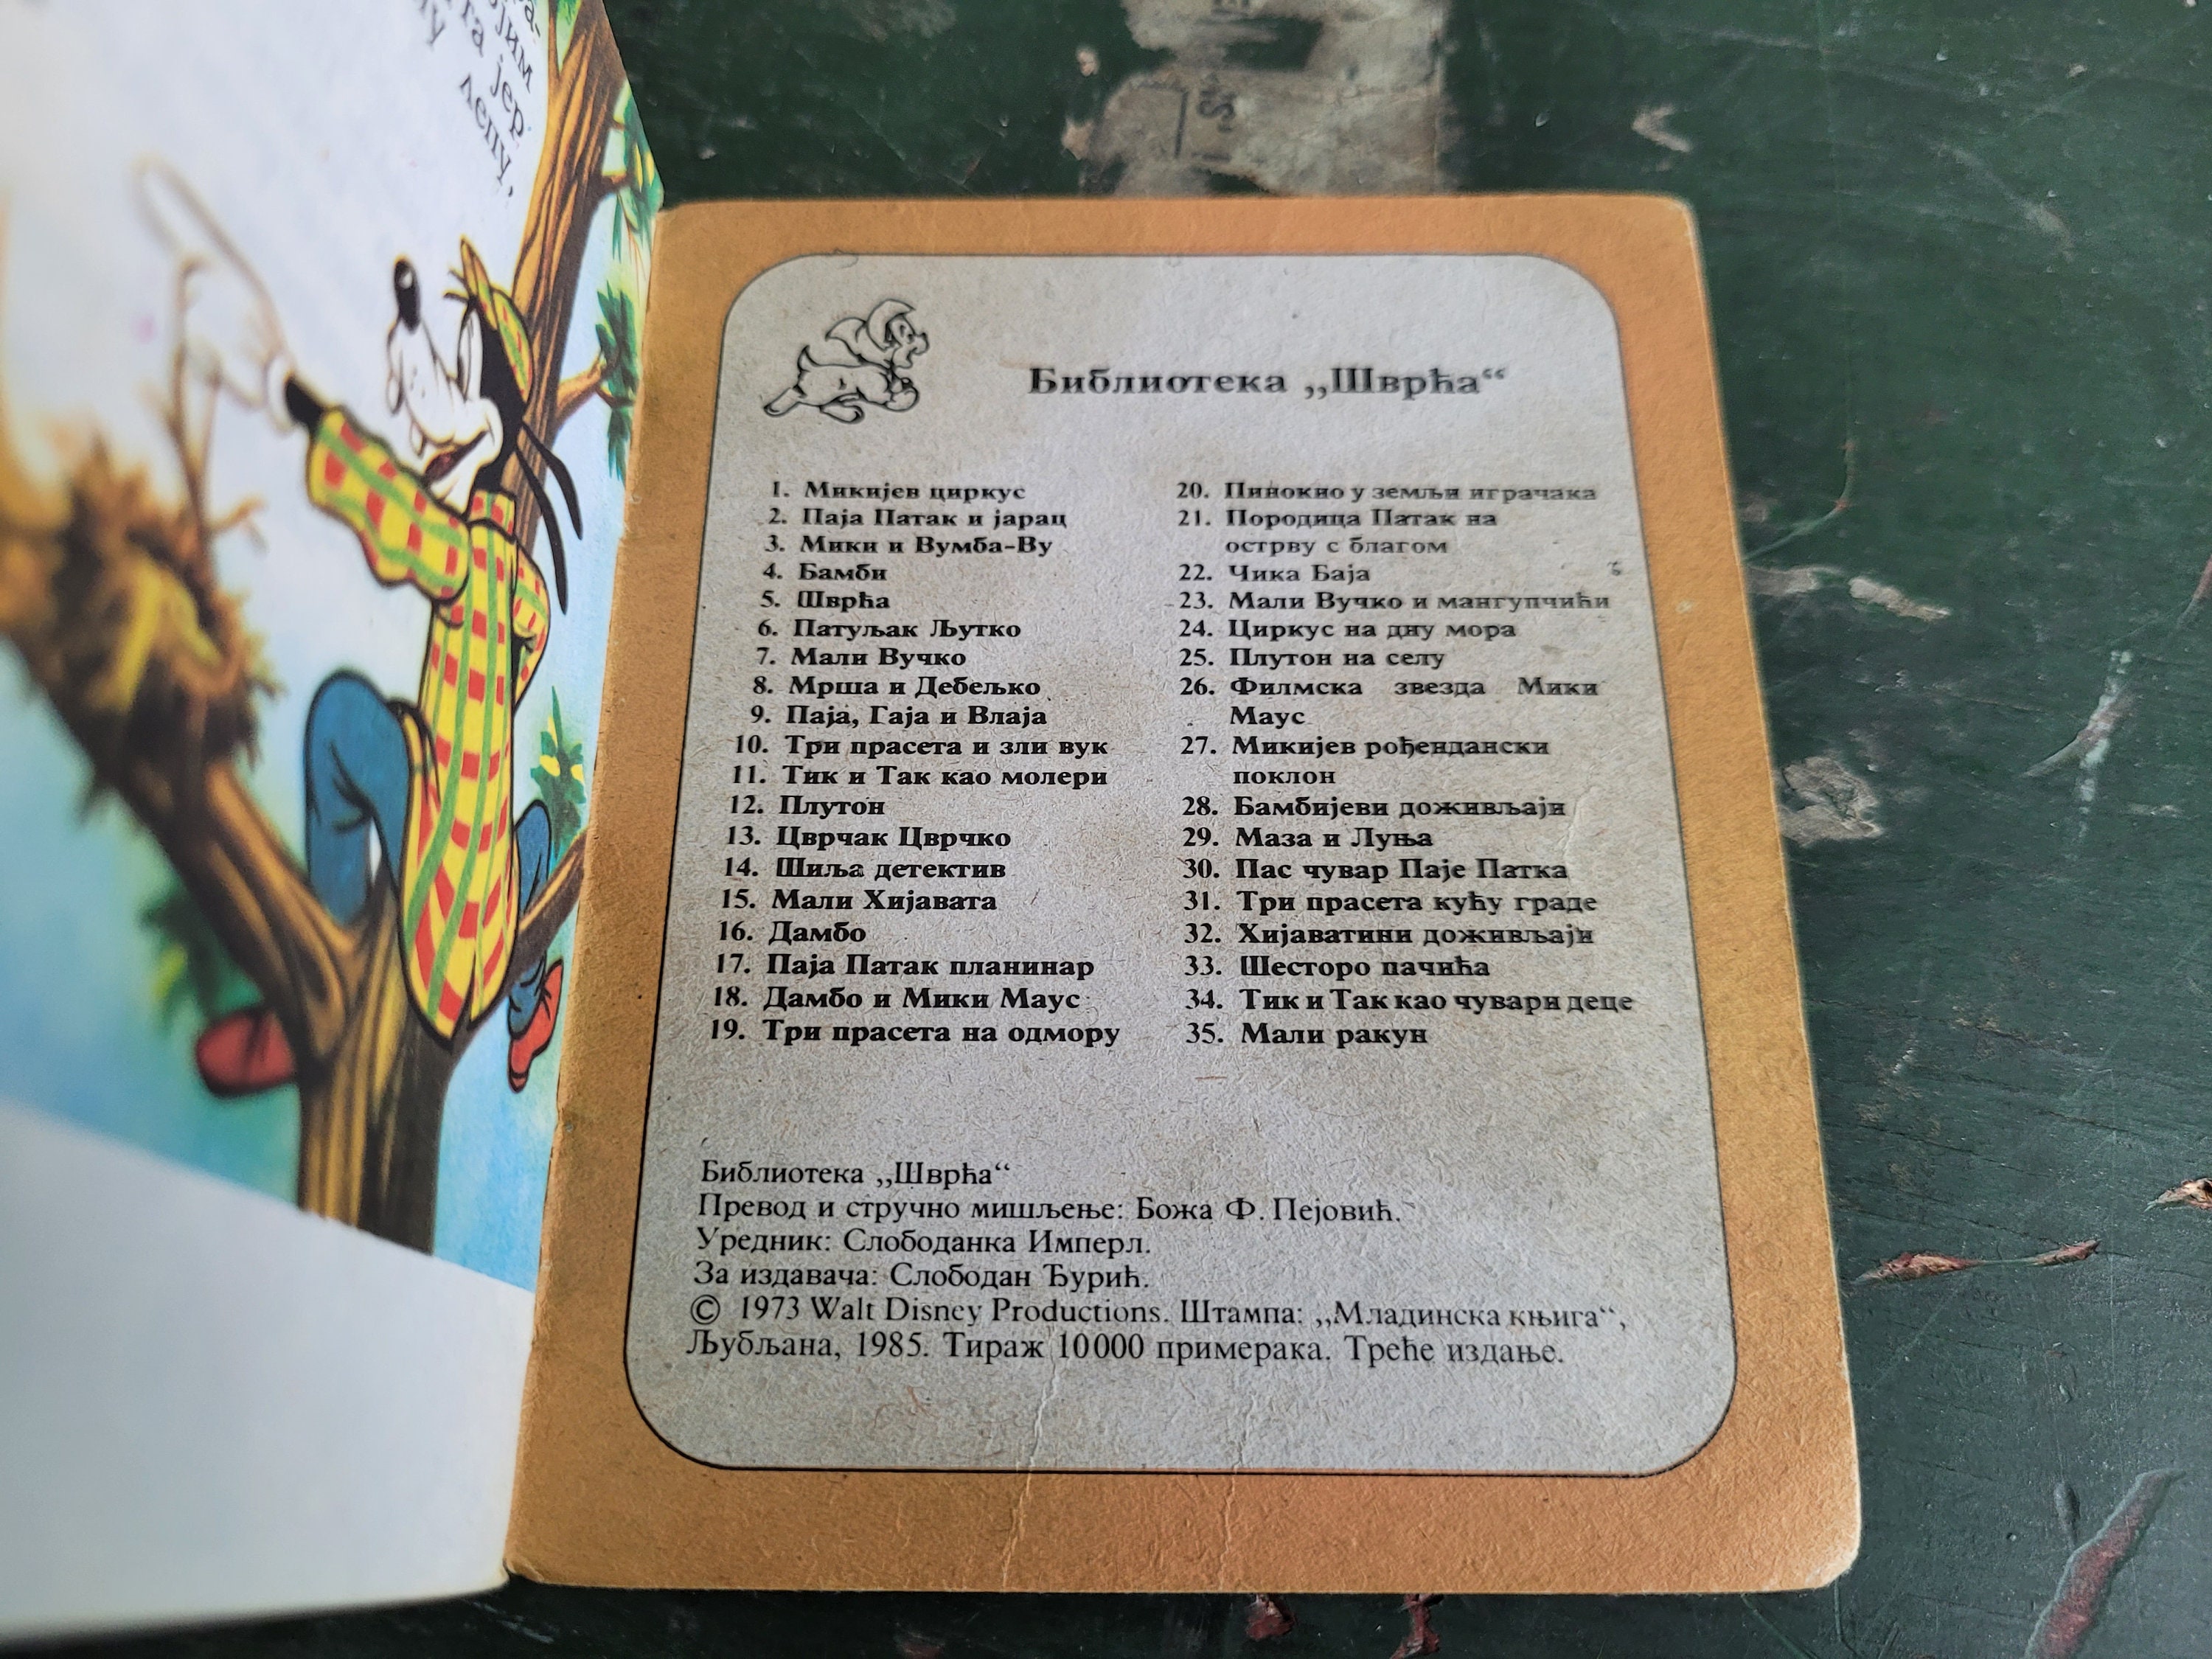 јим
та јер
лепу,
Библиотека „Шврћа“
1. Микијев циркус
2. Паја Патак и јарац
3. Мики и Вумба-Ву
4. Бамби
5. Шврћа
6. Патуљак Љутко
7. Мали Вучко
8. Мрша и Дебељко
9. Паја, Гаја и Влаја
10. Три прасета и зли вук
11. Тик и Так као молери
12. Плутон
13. Цврчак Цврчко
14. Шиља детектив
15. Мали Хијавата
16. Дамбо
17. Паја Патак планинар
18. Дамбо и Мики Маус
19. Три прасета на одмору
20. Пинокио у земљи играчака
21. Породица Патак на
острву с благом
22. Чика Баја
23. Мали Вучко и мангупчићи
24. Циркус на дну мора
25. Плутон на селу
26. Филмска звезда Мики
Маус
27. Микијев рођендански
поклон
28. Бамбијеви доживљаји
29. Маза и Луња
30. Пас чувар Паје Патка
31. Три прасета кућу граде
32. Хијаватини доживљаји
33. Шесторо пачића
34. Тик и Так као чувари деце
35. Мали ракун
Библиотека „Шврћа“
Превод и стручно мишљење: Божа Ф. Пејовић.
Уредник: Слободанка Имперл.
За издавача: Слободан Ђурић.
© 1973 Walt Disney Productions. Штампа: „Младинска књига“,
Љубљана, 1985. Тираж 10000 примерака. Треће издање.